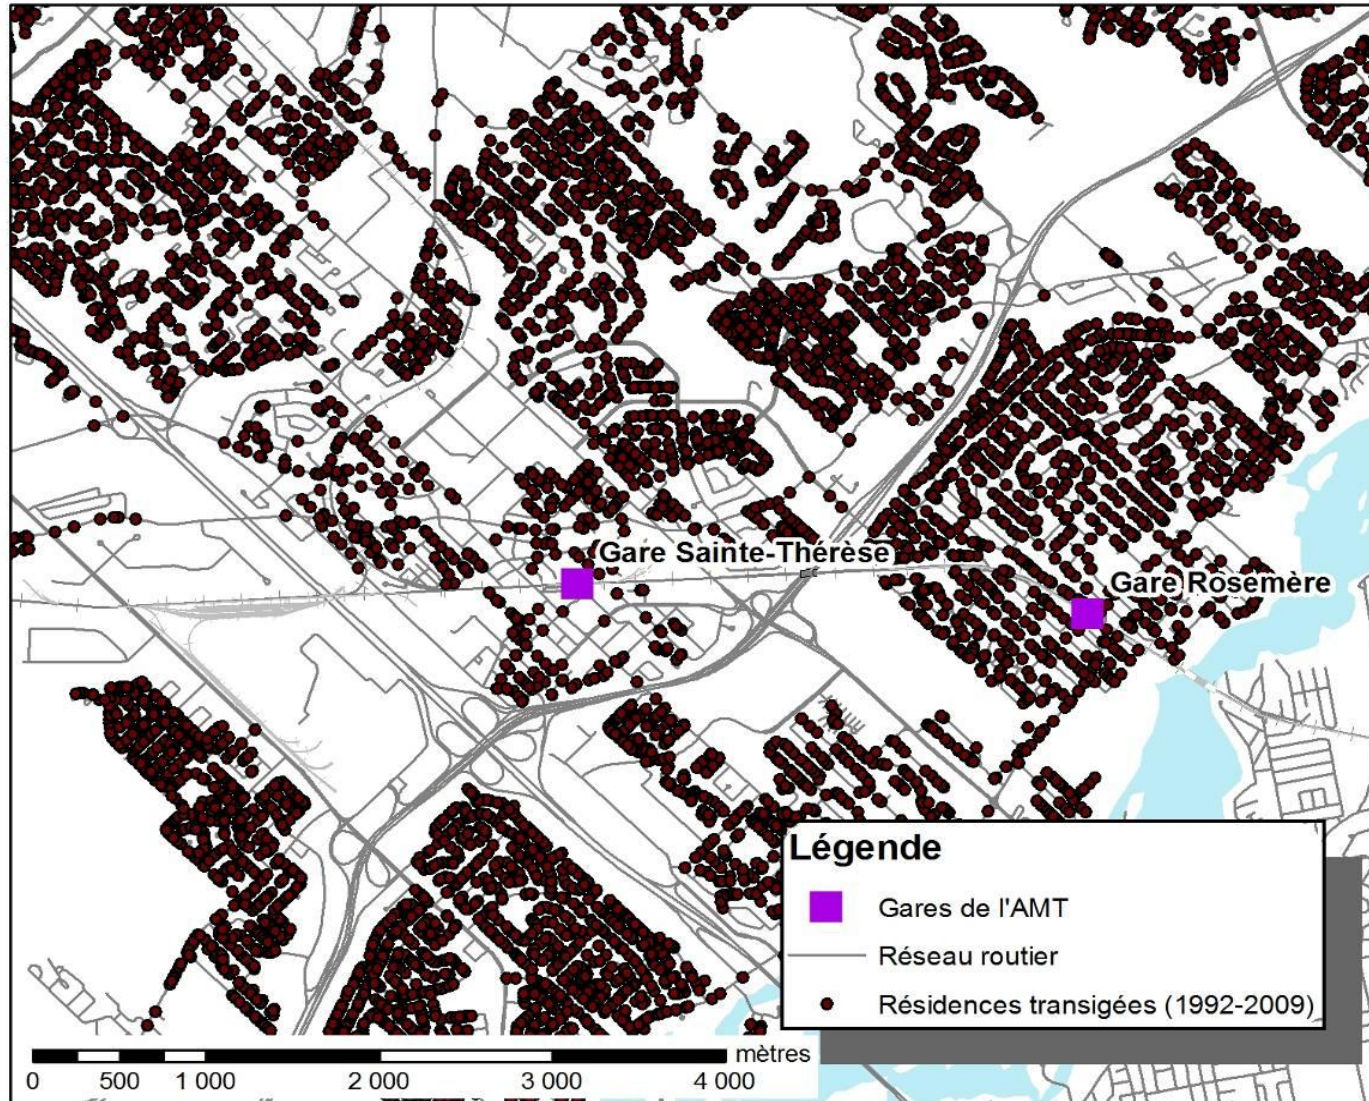 Gare Sainte-Thérèse
Gare Rosemère
Légende
Gares de l'AMT
Réseau routier
Résidences transigées (1992-2009)
mètres
0 500 1 000 2 000 3 000 4 000